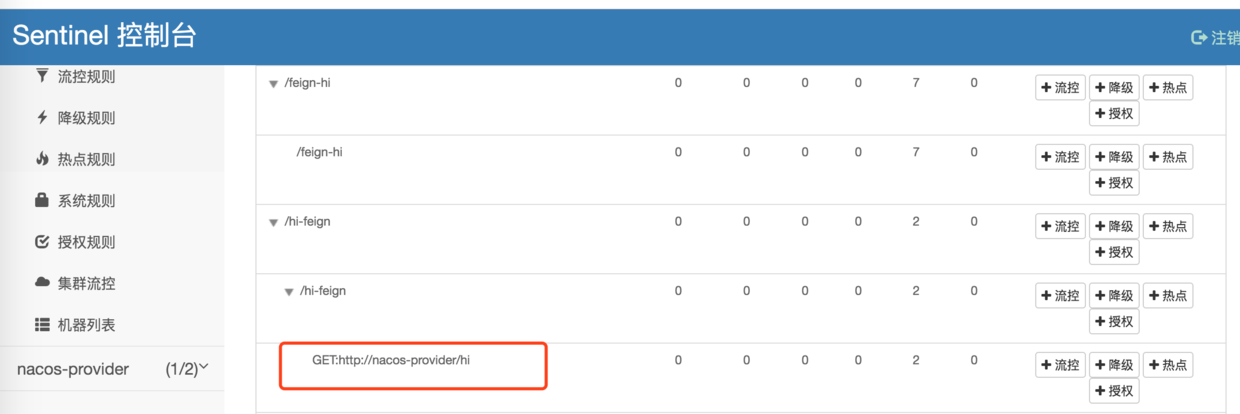 Sentinel 控制台
注销
流控规则
降级规则
热点规则
系统规则
授权规则
集群流控
机器列表
nacos-provider (1/2)
/feign-hi 0 0 0 0 7 0 流控 降级 热点
授权
/feign-hi 0 0 0 0 7 0 流控 降级 热点
授权
/hi-feign 0 0 0 0 2 0 流控 降级 热点
授权
/hi-feign 0 0 0 0 2 0 流控 降级 热点
授权
GET:http://nacos-provider/hi 0 0 0 0 2 0 流控 降级 热点
授权